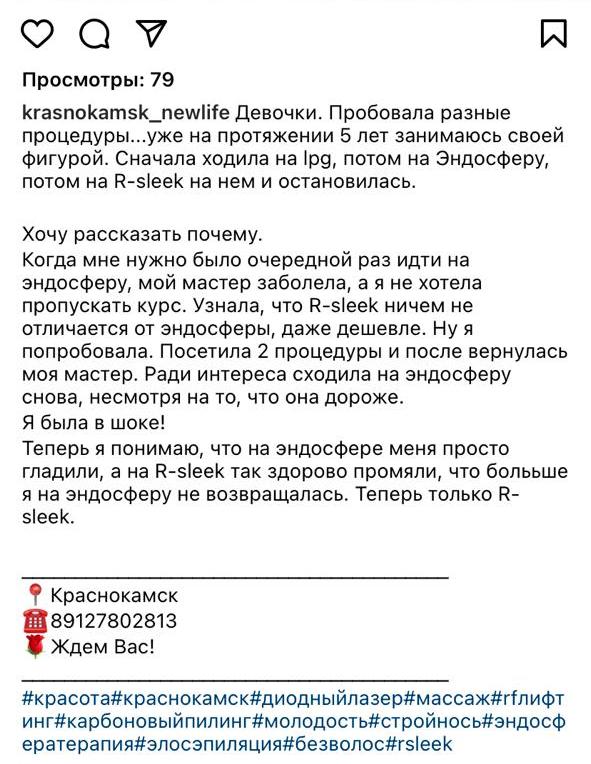 Просмотры: 79
krasnokamsk_newlife Девочки. Пробовала разные
процедуры...уже на протяжении 5 лет занимаюсь своей
фигурой. Сначала ходила на lpg, потом на Эндосферу,
потом на R-sleek на нем и остановилась.
Хочу рассказать почему.
Когда мне нужно было очередной раз идти на
эндосферу, мой мастер заболела, а я не хотела
пропускать курс. Узнала, что R-sleek ничем не
отличается от эндосферы, даже дешевле. Ну я
попробовала. Посетила 2 процедуры и после вернулась
моя мастер. Ради интереса сходила на эндосферу
снова, несмотря на то, что она дороже.
Я была в шоке!
Теперь я понимаю, что на эндосфере меня просто
гладили, а на R-sleek так здорово промяли, что болььше
я на эндосферу не возвращалась. Теперь только R-
sleek.
📍Краснокамск
☎️89127802813
🌹Ждем Вас!
#красота#краснокамск#диодныйлазер#массаж#rfлифт
инг#карбоновыйпилинг#молодость#стройнось#эндосф
ератерапия#элосэпиляция#безволос#rsleek